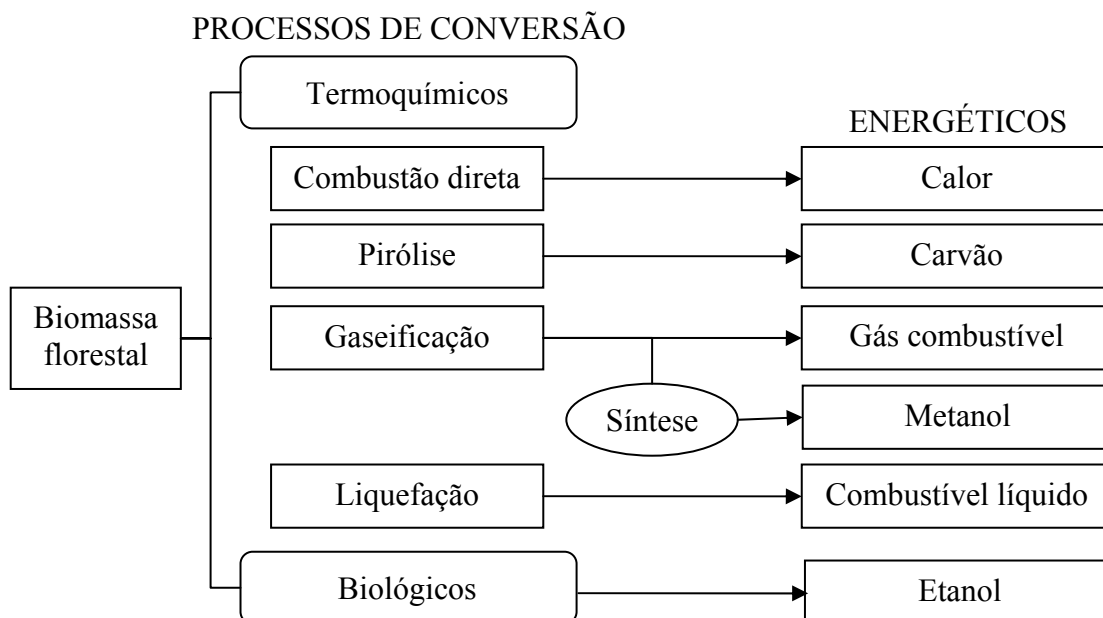 PROCESSOS DE CONVERSÃO
Termoquímicos
ENERGÉTICOS
Combustão direta
Calor
Pirólise
Carvão
Biomassa
florestal
Gaseificação
Gás combustível
Síntese
Metanol
Liquefação
Combustível líquido
Biológicos
Etanol